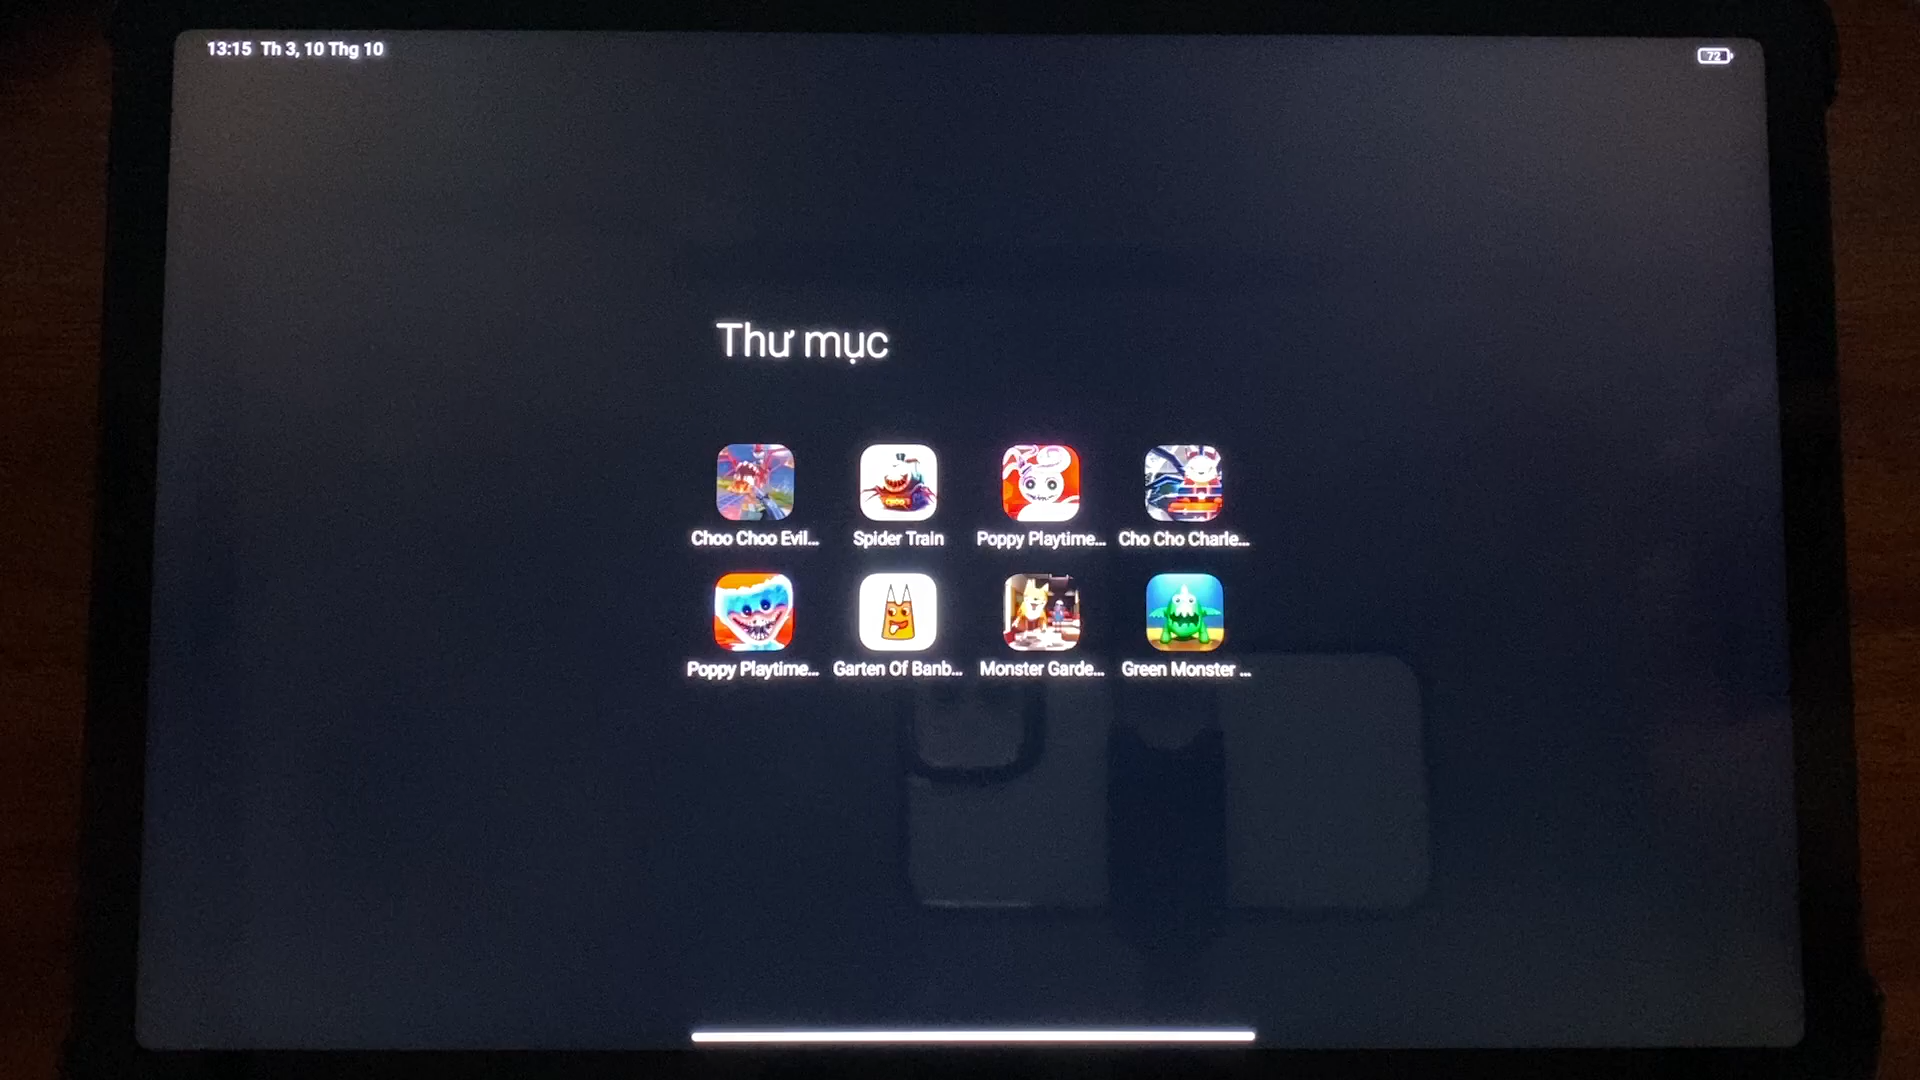 13:15 Th 3, 10 Thg 10
72
Thư mục
Choo Choo Evil...
Spider Train
Poppy Playtime...
Cho Cho Charle...
Poppy Playtime...
Garten Of Banb...
Monster Garde...
Green Monster ...